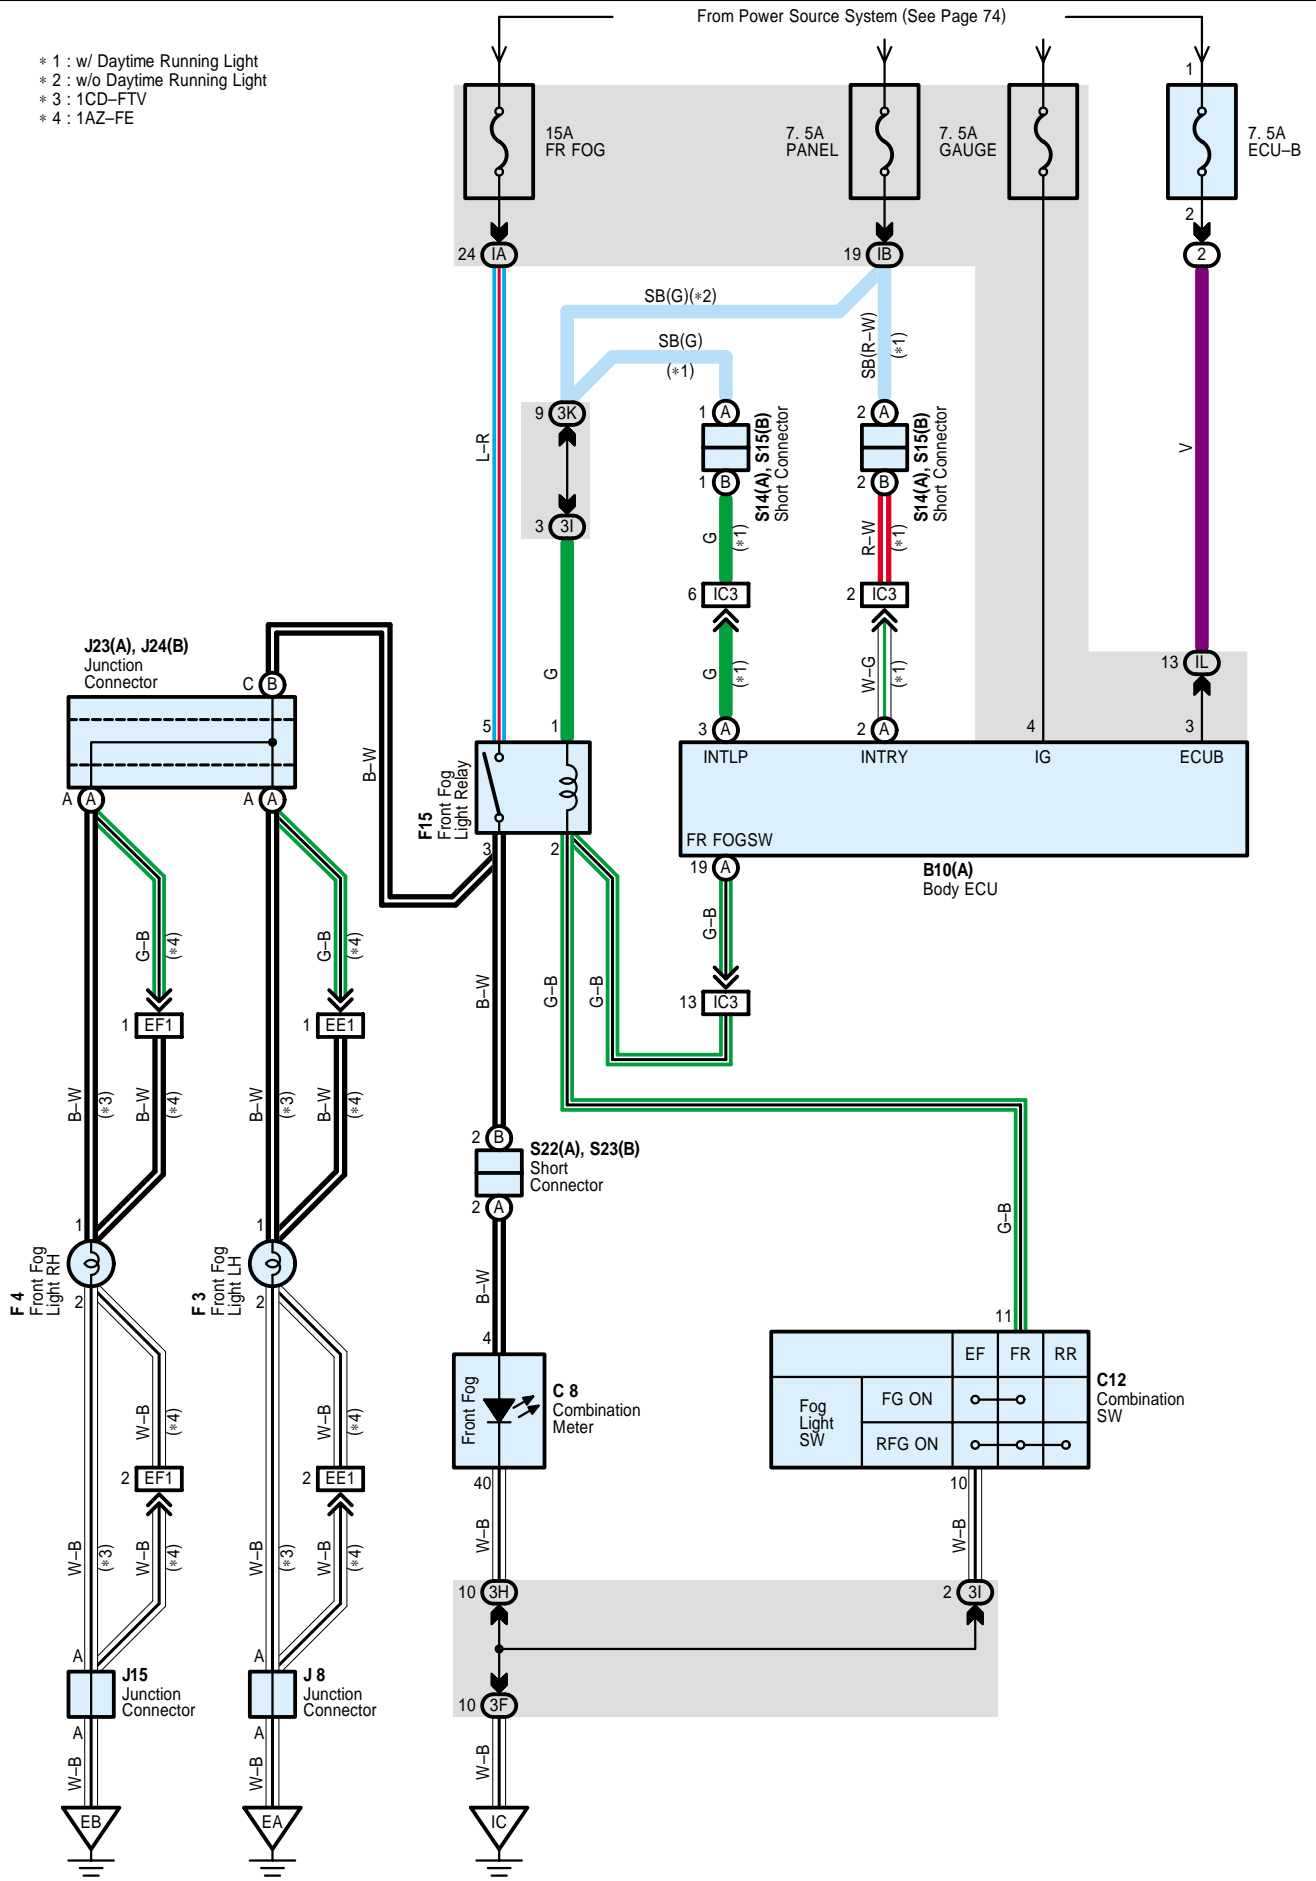 From Power Source System (See Page 74)
∗ 1 : w/ Daytime Running Light
∗ 2 : w/o Daytime Running Light
∗ 3 : 1CD–FTV
∗ 4 : 1AZ–FE
1
15A
FR FOG
7. 5A
PANEL
7. 5A
GAUGE
7. 5A
ECU–B
2
24 IA
19 IB
2
SB(G)(∗2)
SB(G)
(∗1)
SB(R–W)
(∗1)
L–R
V
9 3K
3 3I
1 A
1 B
S14(A), S15(B)
Short Connector
2 A
2 B
S14(A), S15(B)
Short Connector
G
(∗1)
R–W
(∗1)
6 IC3
2 IC3
G
(∗1)
W–G
(∗1)
G
13 IL
J23(A), J24(B)
Junction
Connector
C B
A A
A A
B–W
5
1
3 A
2 A
4
3
INTLP
INTRY
IG
ECUB
FR FOGSW
F15
Front Fog
Light Relay
3
2
19 A
B10(A)
Body ECU
G–B
13 IC3
G–B
(∗4)
G–B
(∗4)
B–W
G–B
G–B
1 EF1
1 EE1
B–W
(∗3)
B–W
(∗4)
B–W
(∗3)
B–W
(∗4)
2 B
S22(A), S23(B)
Short
Connector
2 A
1
1
F 4
Front Fog
Light RH
2
F 3
Front Fog
Light LH
2
B–W
G–B
4
11
Front Fog
C 8
Combination
Meter
EF
FR
RR
Fog
Light
SW
FG ON
RFG ON
C12
Combination
SW
40
10
W–B
(∗4)
W–B
(∗4)
2 EF1
2 EE1
W–B
(∗3)
W–B
(∗4)
W–B
(∗3)
W–B
(∗4)
W–B
W–B
10 3H
2 3I
10 3F
A
J15
Junction
Connector
A
A
J 8
Junction
Connector
A
W–B
W–B
W–B
EB
EA
IC